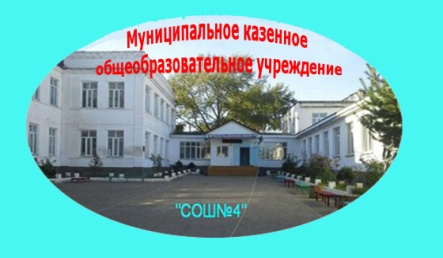 Муниципальное казенное
общеобразовательное учреждение
"СОШ№4"